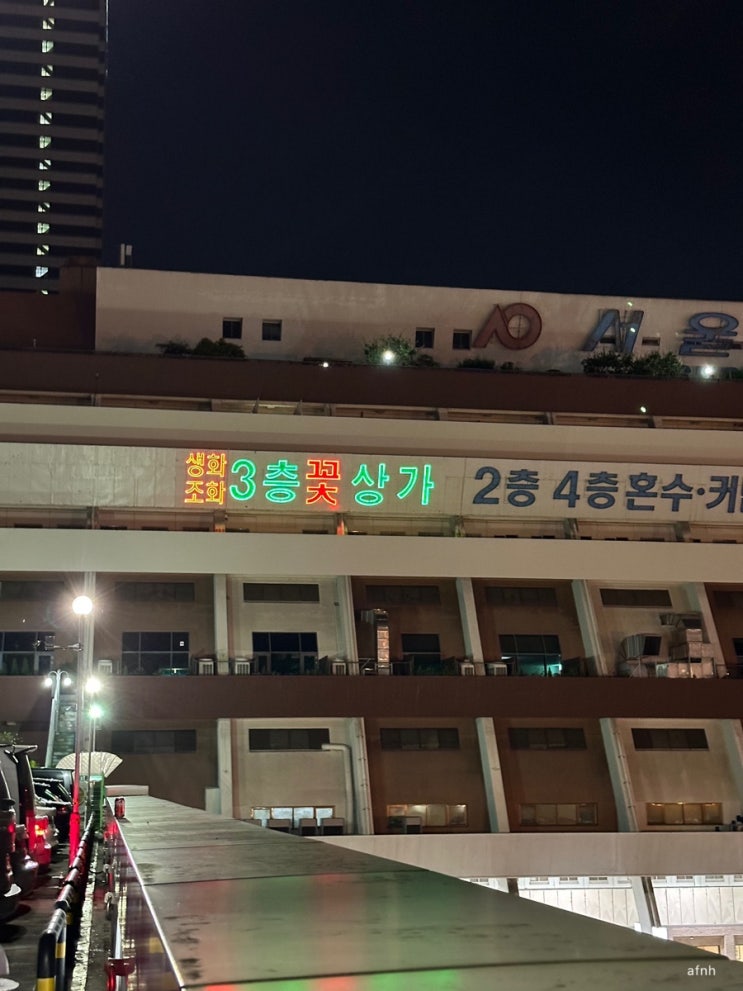 서울
생화
조화
3층꽃상가
2층 4층혼수·커
afnh